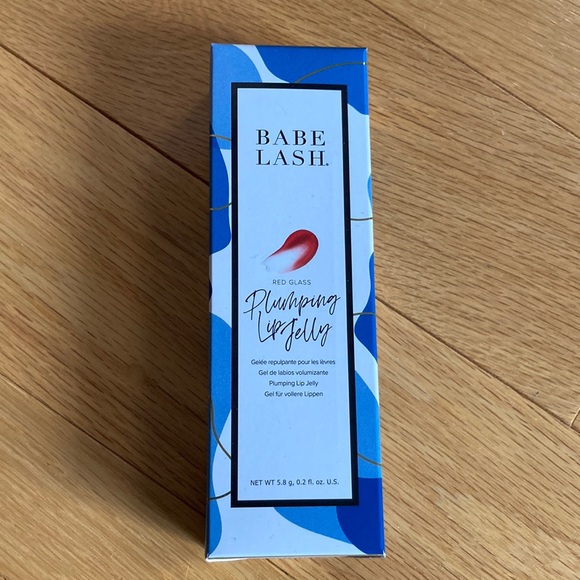 BABE
LASH®
RED GLASS
Plumping
Lip Jelly
Gelée repulpante pour les lèvres
Gel de labios volumizante
Plumping Lip Jelly
Gel für vollere Lippen
NET WT 5.8 g, 0.2 fl. oz. U.S.